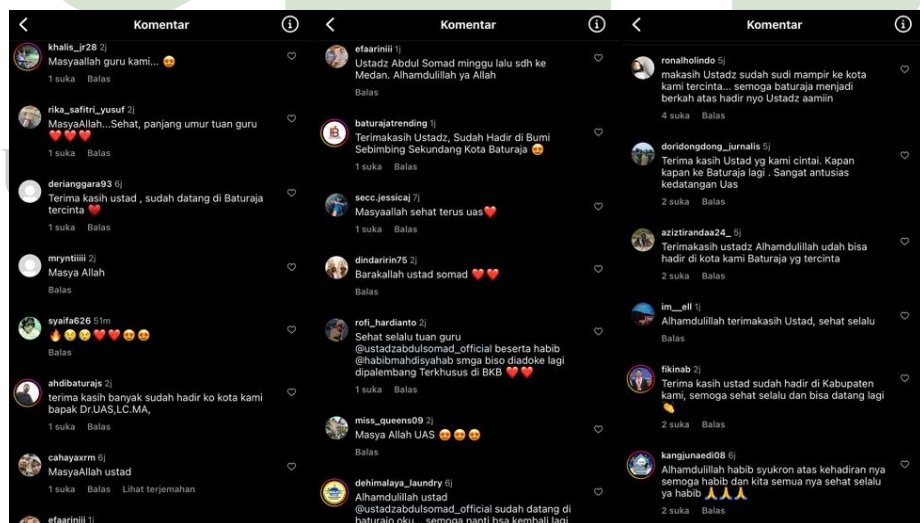 Komentar
khalis_jr28 2j
Masyaallah guru kami... 😍
1 suka Balas
rika_safitri_yusuf 2j
MasyaAllah...Sehat, panjang umur tuan guru
❤️❤️❤️
1 suka Balas
derianggara93 6j
Terima kasih ustad , sudah datang di Baturaja
tercinta ❤️
1 suka Balas
mryntiiiii 2j
Masya Allah
Balas
syaifa626 51m
🔥😢😢❤️❤️😍😍
Balas
ahdibaturajs 2j
terima kasih banyak sudah hadir ko kota kami
bapak Dr.UAS,LC.MA,
1 suka Balas
cahayaxrm 6j
MasyaAllah ustad
1 suka Balas Lihat terjemahan
efaariniii 1j
Komentar
efaariniii 1j
Ustadz Abdul Somad minggu lalu sdh ke
Medan. Alhamdulillah ya Allah
Balas
baturajatrending 1j
Terimakasih Ustadz, Sudah Hadir di Bumi
Sebimbing Sekundang Kota Baturaja 😍
1 suka Balas
secc.jessicaj 7j
Masyaallah sehat terus uas❤️
1 suka Balas
dindaririn75 2j
Barakallah ustad somad ❤️❤️
Balas
rofi_hardianto 2j
Sehat selalu tuan guru
@ustadzabdulsomad_official beserta habib
@habibmahdisyahab smga bisa diadoke lagi
dipalembang Terkhusus di BKB ❤️❤️
1 suka Balas
miss_queens09 2j
Masya Allah UAS 😍😍😍
Balas
dehimalaya_laundry 6j
Alhamdulillah ustad
@ustadzabdulsomad_official sudah datang di
baturajo oku... semoga nanti bsa kembali lagi
Komentar
ronalholindo 5j
makasih Ustadz sudah sudi mampir ke kota
kami tercinta... semoga baturaja menjadi
berkah atas hadir nyo Ustadz aamiin
4 suka Balas
doridongdong_jurnalis 5j
Terima kasih Ustad yg kami cintai. Kapan
kapan ke Baturaja lagi . Sangat antusias
kedatangan Uas
2 suka Balas
aziztirandaa24_ 5j
Terimakasih ustadz Alhamdulillah udah bisa
hadir di kota kami Baturaja yg tercinta
2 suka Balas
im__ell 1j
Alhamdulillah terimakasih Ustad, sehat selalu
Balas
fikinab 2j
Terima kasih ustad sudah hadir di Kabupaten
kami, semoga sehat selalu dan bisa datang lagi
👏
2 suka Balas
kangjunaedi08 6j
Alhamdulillah habib syukron atas kehadiran nya
semoga habib dan kita semua nya sehat selalu
ya habib 🙏🙏🙏
2 suka Balas